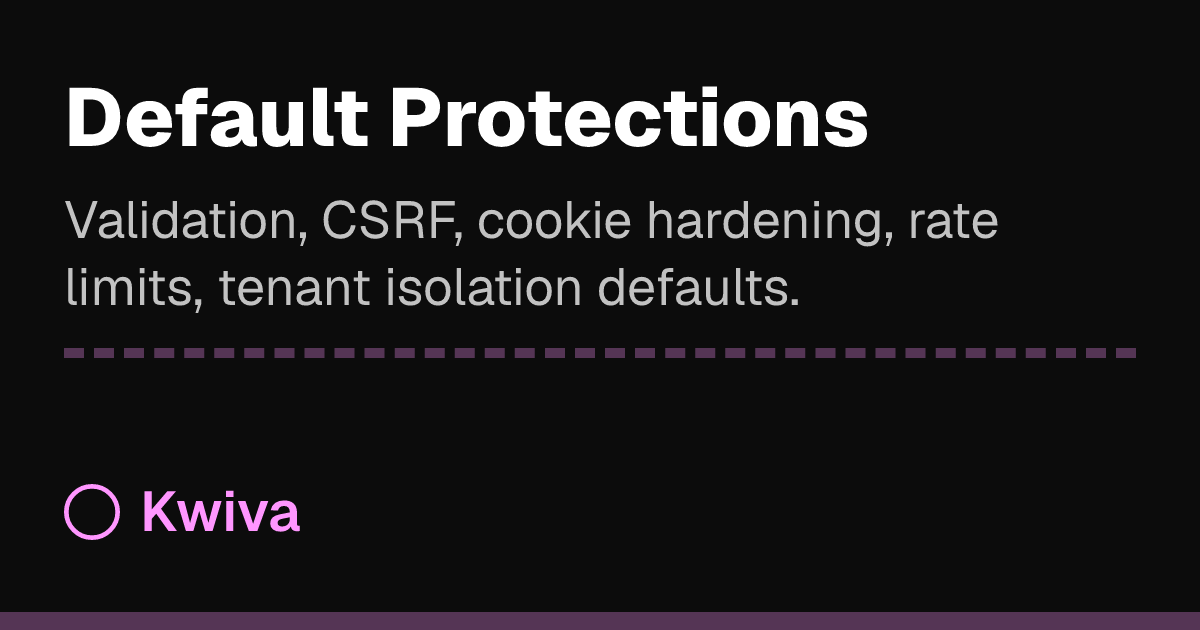 Default Protections
Validation, CSRF, cookie hardening, rate
limits, tenant isolation defaults.
Kwiva